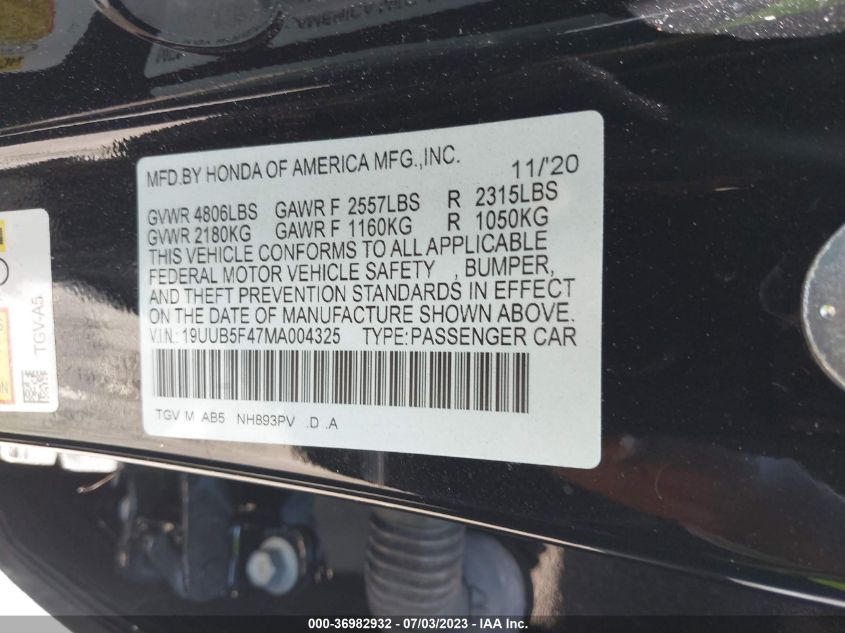 MFD.BY HONDA OF AMERICA MFG.,INC. 11/'20
GVWR 4806LBS GAWR F 2557LBS R 2315LBS
GVWR 2180KG GAWR F 1160KG R 1050KG
THIS VEHICLE CONFORMS TO ALL APPLICABLE
FEDERAL MOTOR VEHICLE SAFETY , BUMPER,
AND THEFT PREVENTION STANDARDS IN EFFECT
ON THE DATE OF MANUFACTURE SHOWN ABOVE.
V.I.N: 19UUB5F47MA004325 TYPE:PASSENGER CAR
TGV M AB5 NH893PV .D .A
TGV-A5
000-36982932 - 07/03/2023 - IAA Inc.